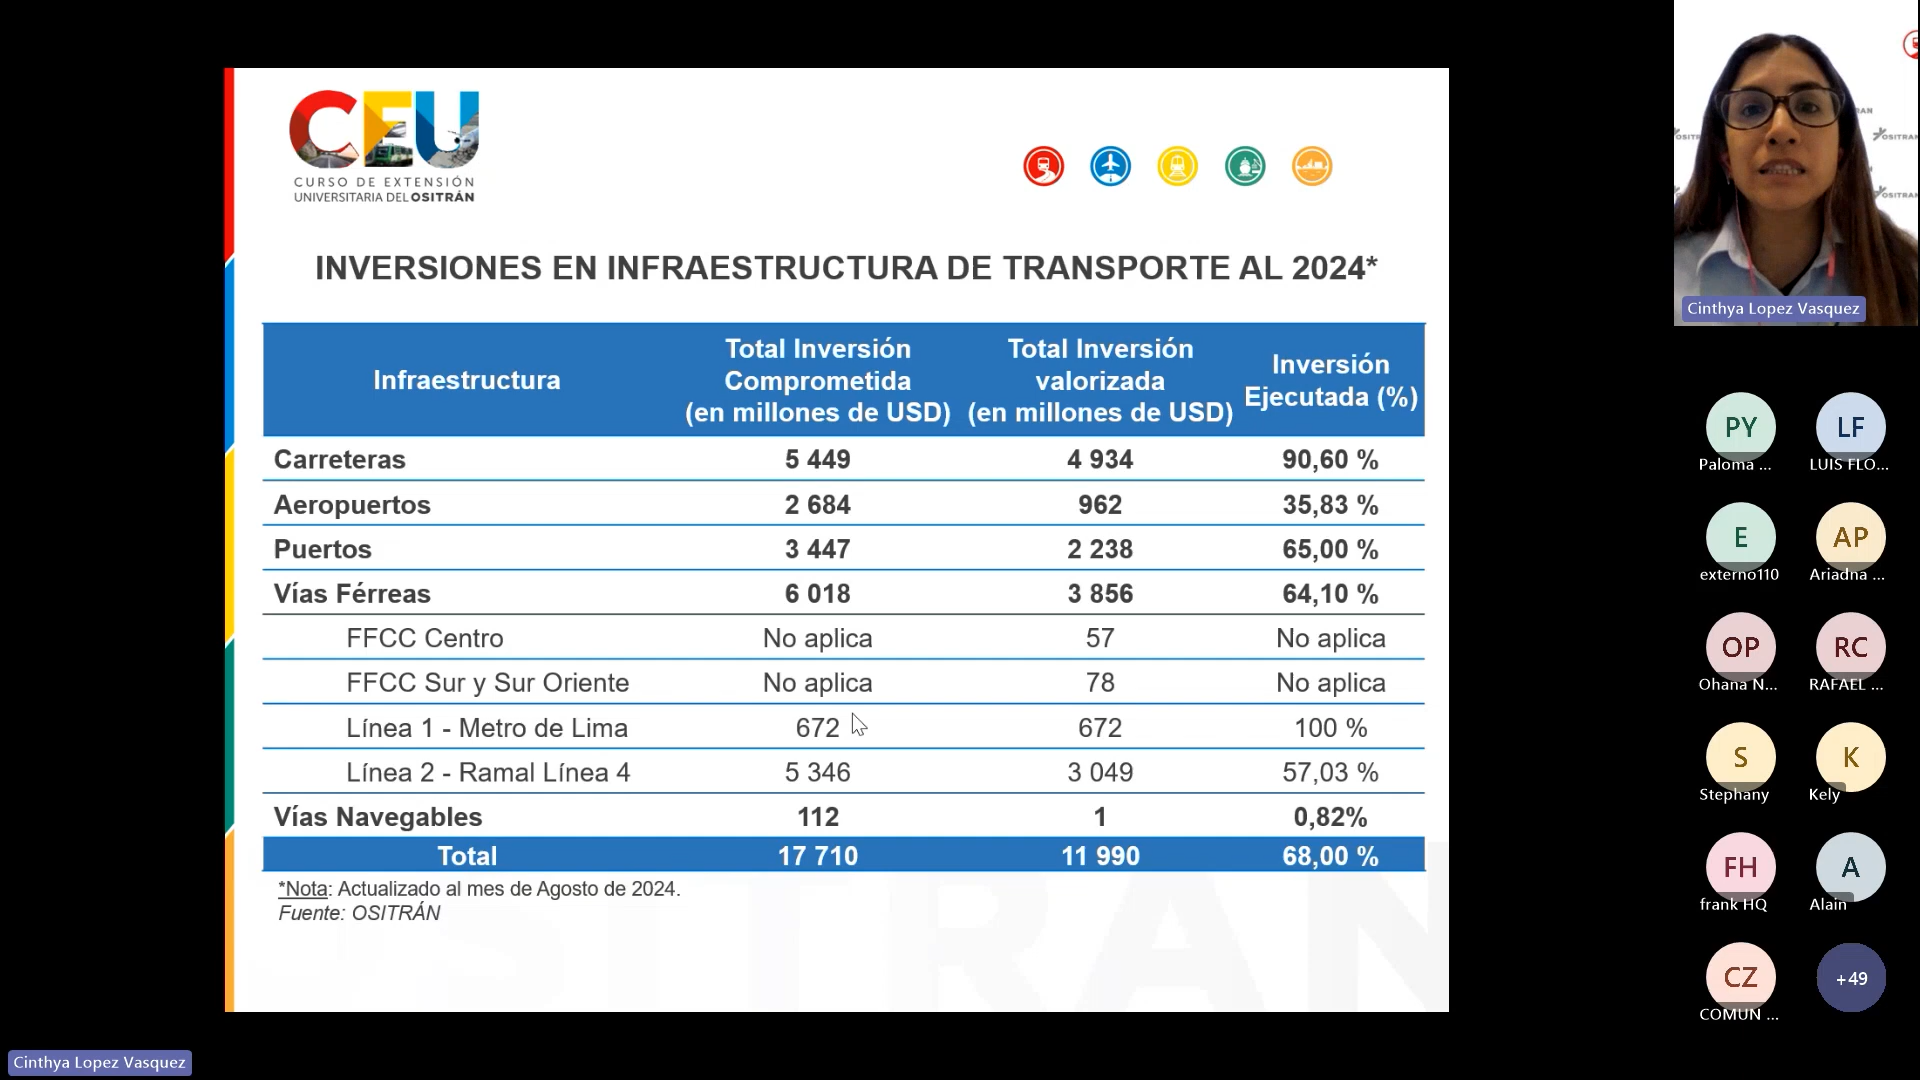 CEU
CURSO DE EXTENSIÓN
UNIVERSITARIA DEL OSITRÁN
INVERSIONES EN INFRAESTRUCTURA DE TRANSPORTE AL 2024*
Infraestructura
Total Inversión
Comprometida
(en millones de USD)
Total Inversión
valorizada
(en millones de USD)
Inversión
Ejecutada (%)
Carreteras 5 449 4 934 90,60 %
Aeropuertos 2 684 962 35,83 %
Puertos 3 447 2 238 65,00 %
Vías Férreas 6 018 3 856 64,10 %
FFCC Centro No aplica 57 No aplica
FFCC Sur y Sur Oriente No aplica 78 No aplica
Línea 1 - Metro de Lima 672 672 100 %
Línea 2 - Ramal Línea 4 5 346 3 049 57,03 %
Vías Navegables 112 1 0,82%
Total 17 710 11 990 68,00 %
*Nota: Actualizado al mes de Agosto de 2024.
Fuente: OSITRÁN
OSITRAN
Cinthya Lopez Vasquez
PY LF
Paloma ... LUIS FLO...
E AP
externo110 Ariadna ...
OP RC
Ohana N... RAFAEL ...
S K
Stephany Kely
FH A
frank HQ Alain
CZ +49
COMUN ...
Cinthya Lopez Vasquez